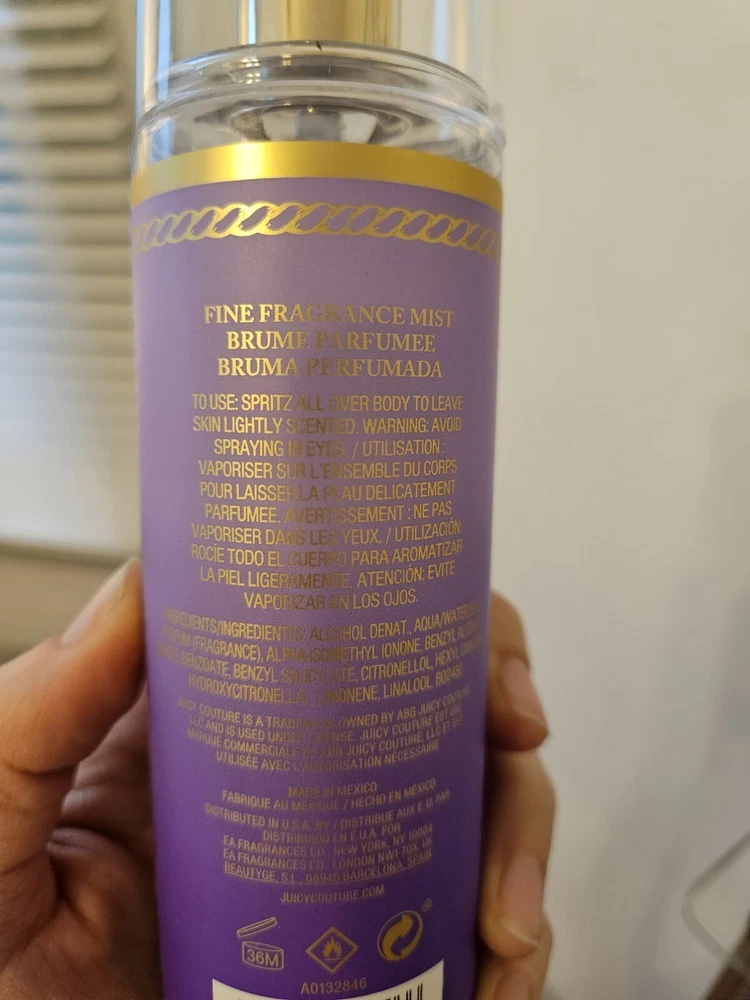 FINE FRAGRANCE MIST
BRUME PARFUMEE
BRUMA PERFUMADA
TO USE: SPRITZ ALL OVER BODY TO LEAVE
SKIN LIGHTLY SCENTED. WARNING: AVOID
SPRAYING IN EYES. / UTILISATION :
VAPORISER SUR L'ENSEMBLE DU CORPS
POUR LAISSER LA PEAU DELICATEMENT
PARFUMEE. AVERTISSEMENT : NE PAS
VAPORISER DANS LES YEUX. / UTILIZACIÓN:
ROCÍE TODO EL CUERPO PARA AROMATIZAR
LA PIEL LIGERAMENTE. ATENCIÓN: EVITE
VAPORIZAR EN LOS OJOS.
INGREDIENTS/INGREDIENTES: ALCOHOL DENAT., AQUA/WATER
(FRAGRANCE), ALPHA-ISOMETHYL IONONE, BENZYL
BENZOATE, BENZYL SALICYLATE, CITRONELLOL, HEXYL
HYDROXYCITRONELLAL, LIMONENE, LINALOOL,
JUICY COUTURE IS A TRADEMARK OWNED BY ABG JUICY COUTURE,
LLC AND IS USED UNDER LICENSE. JUICY COUTURE EST UNE
MARQUE COMMERCIALE DE ABG JUICY COUTURE, LLC ET EST
UTILISÉE AVEC L'AUTORISATION NÉCESSAIRE
MADE IN MEXICO
FABRIQUE AU MEXIQUE / HECHO EN MÉXICO
DISTRIBUTED IN U.S.A. BY / DISTRIBUE AUX E.U. PAR
DISTRIBUIDO EN E.U.A. POR
EA FRAGRANCES CO., NEW YORK, NY 10004
EA FRAGRANCES CO., LONDON NW1 7QX, UK
BEAUTYGE, S.L., 08940 BARCELONA, SPAIN
JUICYCOUTURE.COM
36M
®
A0132846